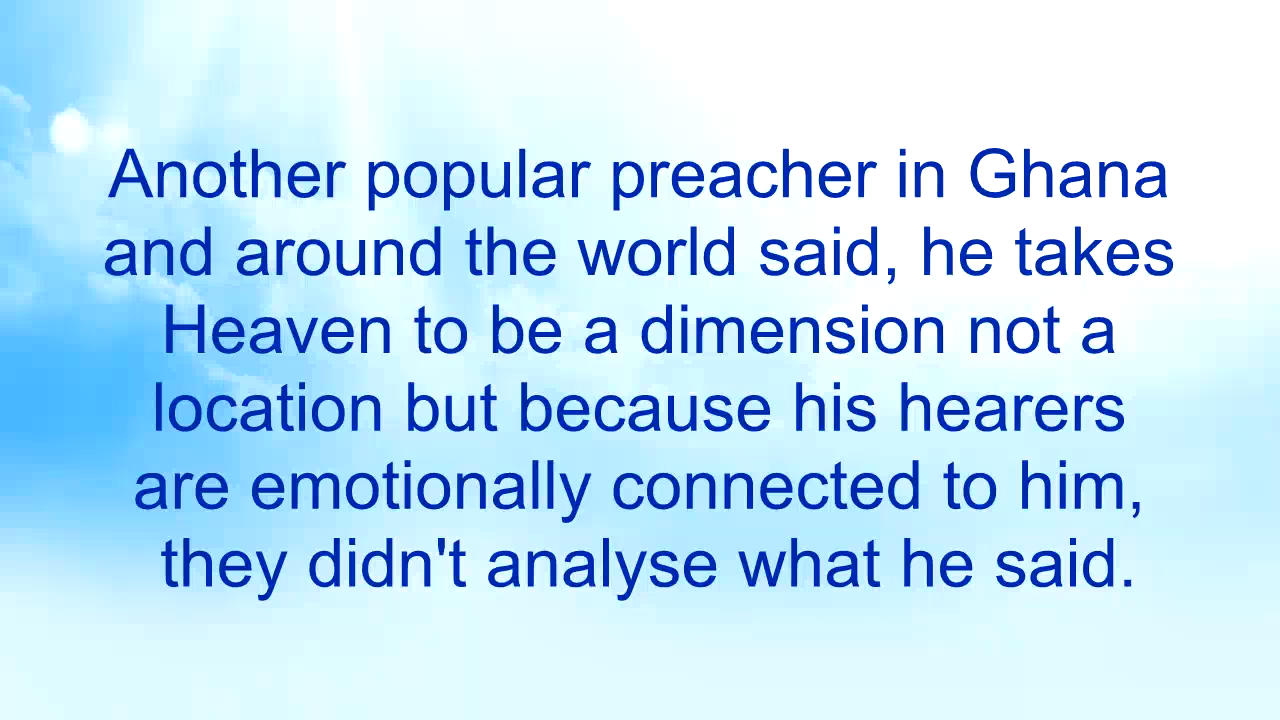 Another popular preacher in Ghana
and around the world said, he takes
Heaven to be a dimension not a
location but because his hearers
are emotionally connected to him,
they didn't analyse what he said.